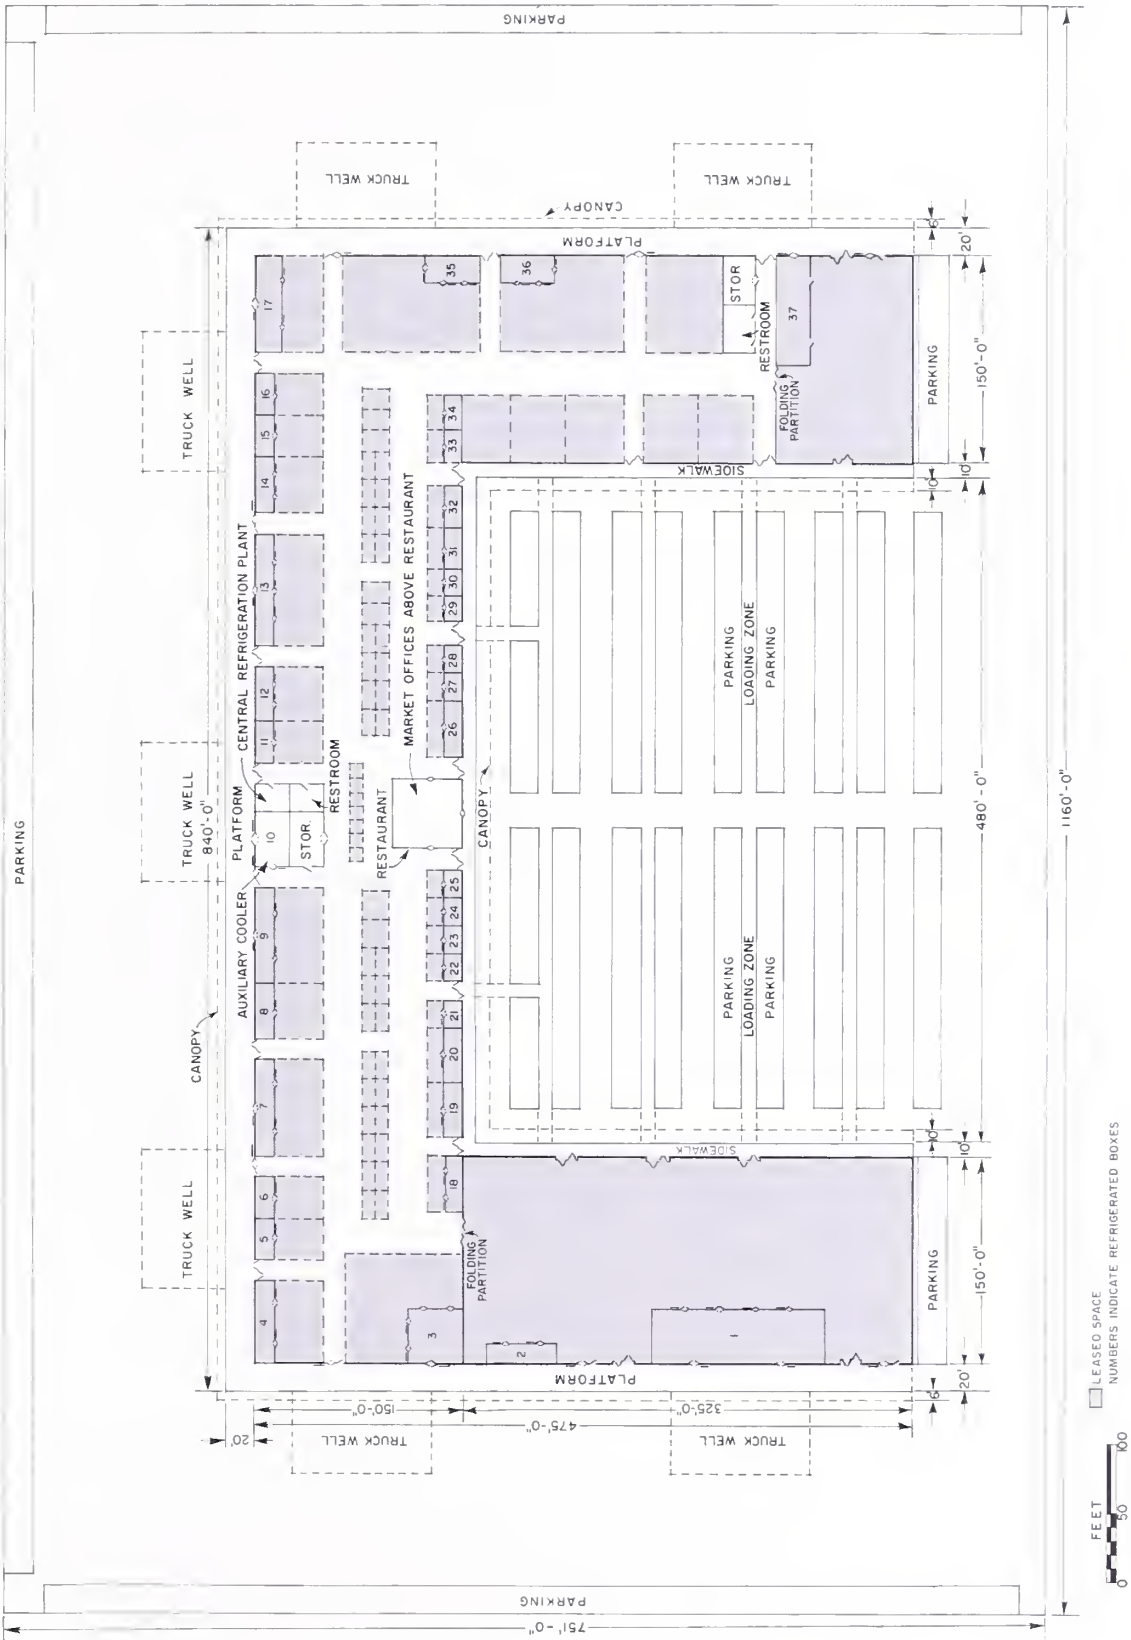 PARKING
PARKING
PARKING
TRUCK WELL
TRUCK WELL
TRUCK WELL
CANOPY
840'-0"
PLATFORM
AUXILIARY COOLER
CENTRAL REFRIGERATION PLANT
4
5
6
7
8
9
10
11
12
13
14
15
16
17
STOR.
RESTROOM
RESTAURANT
MARKET OFFICES ABOVE RESTAURANT
18
19
20
21
22
23
24
25
26
27
28
29
30
31
32
33
34
CANOPY
3
2
1
FOLDING
PARTITION
PLATFORM
TRUCK WELL
TRUCK WELL
20'
150'-0"
475'-0"
325'-0"
SIDEWALK
SIDEWALK
35
36
STOR
RESTROOM
37
FOLDING
PARTITION
PLATFORM
CANOPY
TRUCK WELL
TRUCK WELL
PARKING
LOADING ZONE
PARKING
PARKING
LOADING ZONE
PARKING
PARKING
PARKING
6'
20'
150'-0"
10'
10'
480'-0"
10'
10'
150'-0"
20'
6'
1160'-0"
751'-0"
FEET
0 50 100
LEASED SPACE
NUMBERS INDICATE REFRIGERATED BOXES